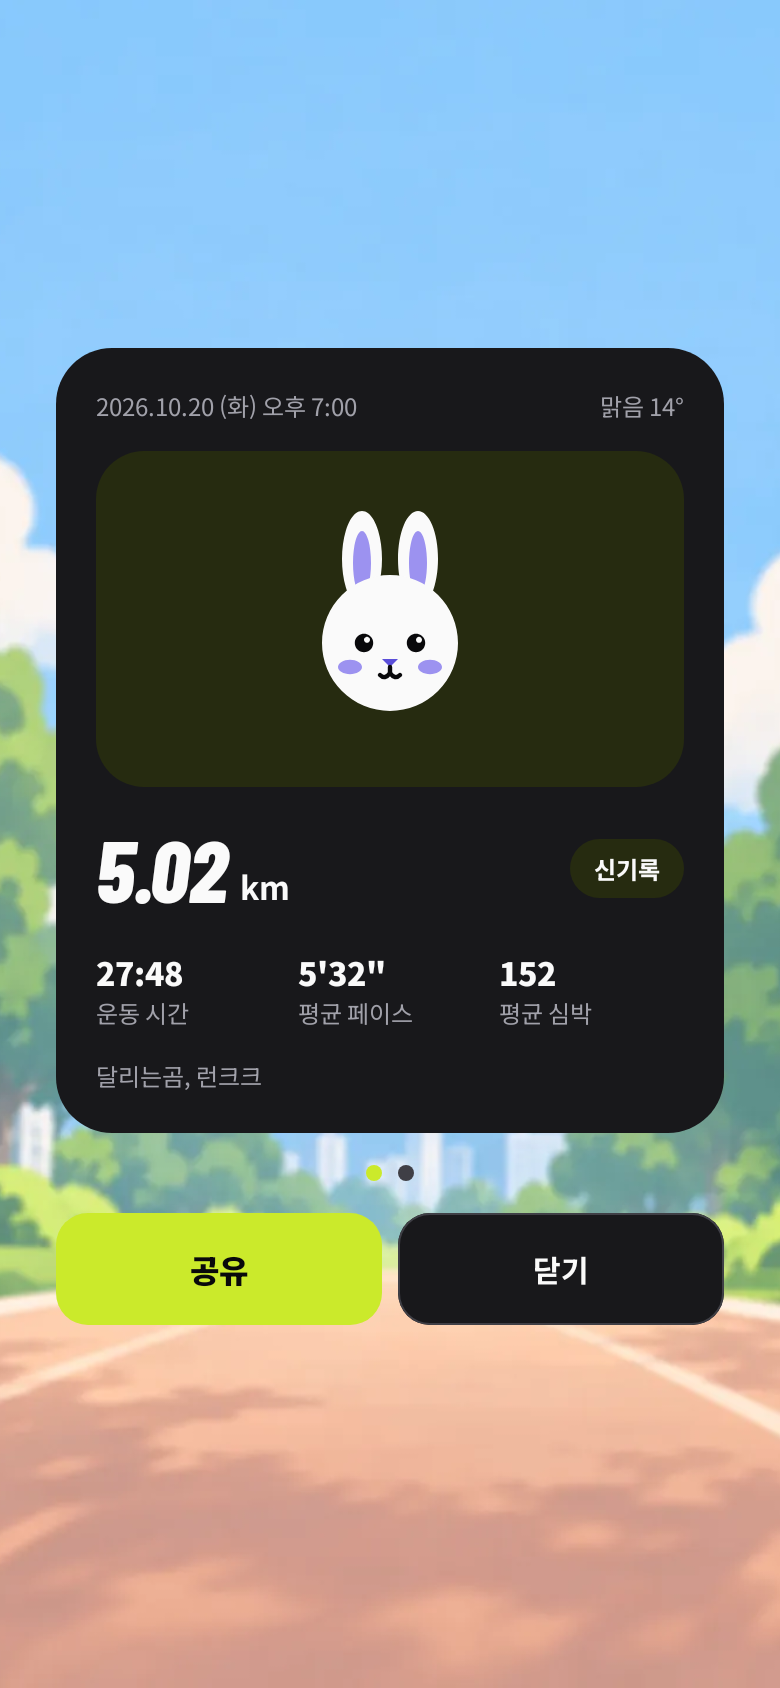 2026.10.20 (화) 오후 7:00 맑음 14°
5.02 km 신기록
27:48 5'32" 152
운동 시간 평균 페이스 평균 심박
달리는곰, 런크크
공유 닫기